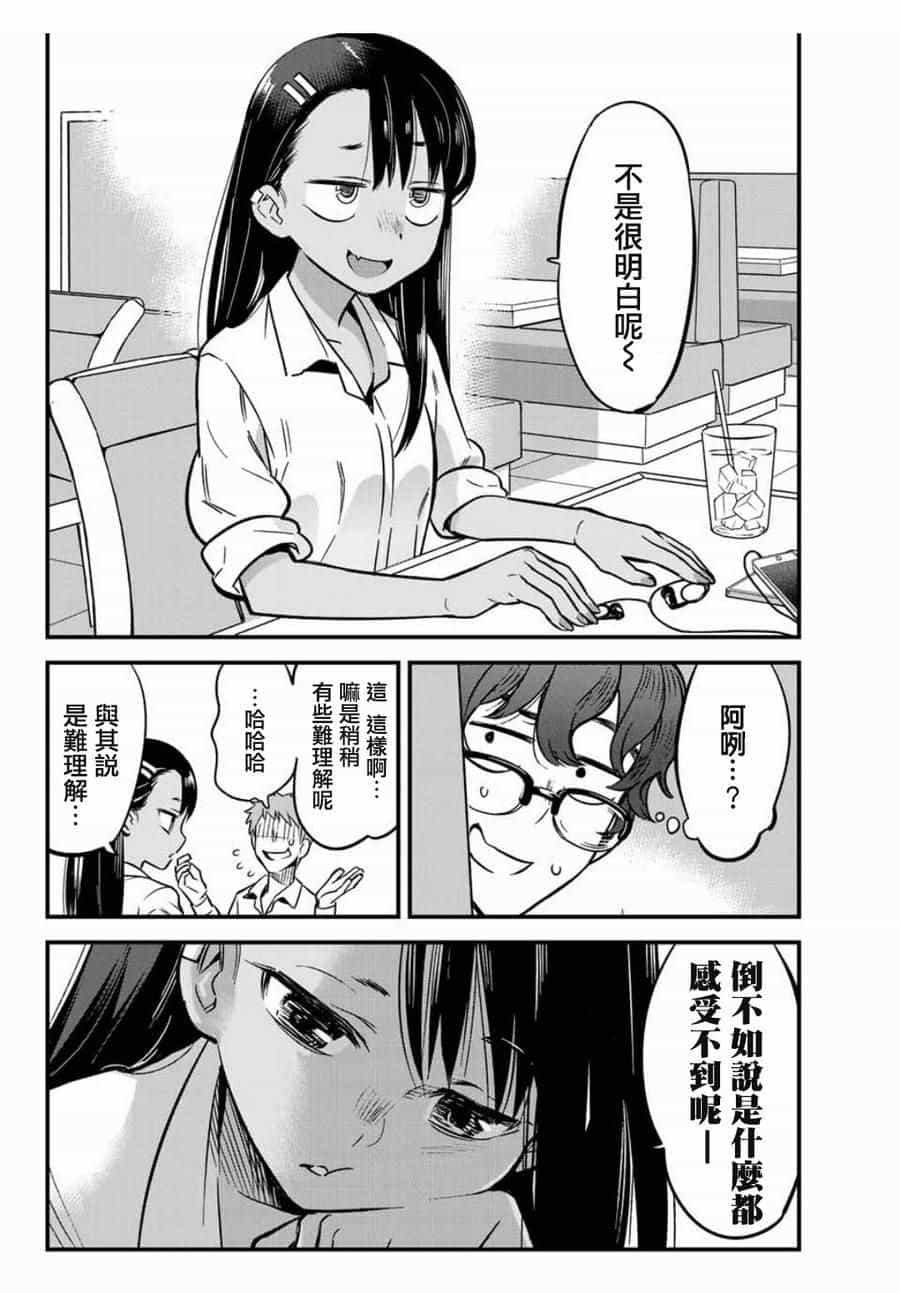 不是很明白呢～
阿咧…？
這 這樣啊…
嘛是稍稍
有些難理解呢
…哈哈哈
與其說
是難理解…
倒不如說是什麼都
感受不到呢—